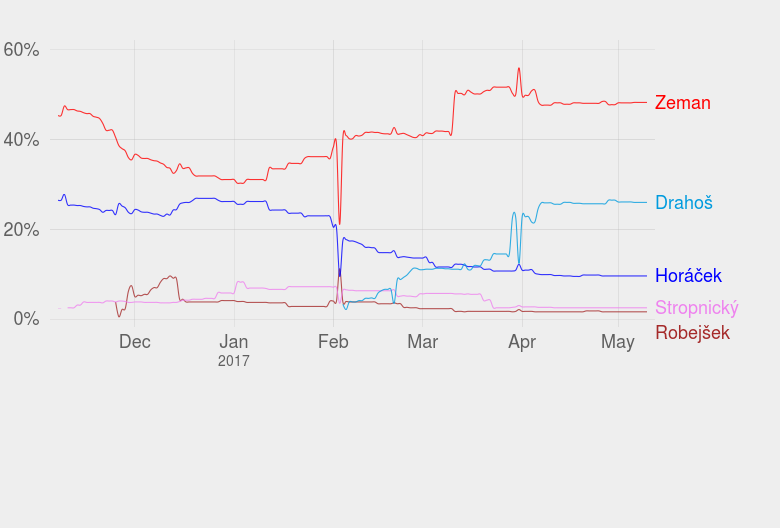 60%
Zeman
40%
Drahoš
20%
Horáček
Stropnický
0%
Robejšek
Dec Jan Feb Mar Apr May
2017